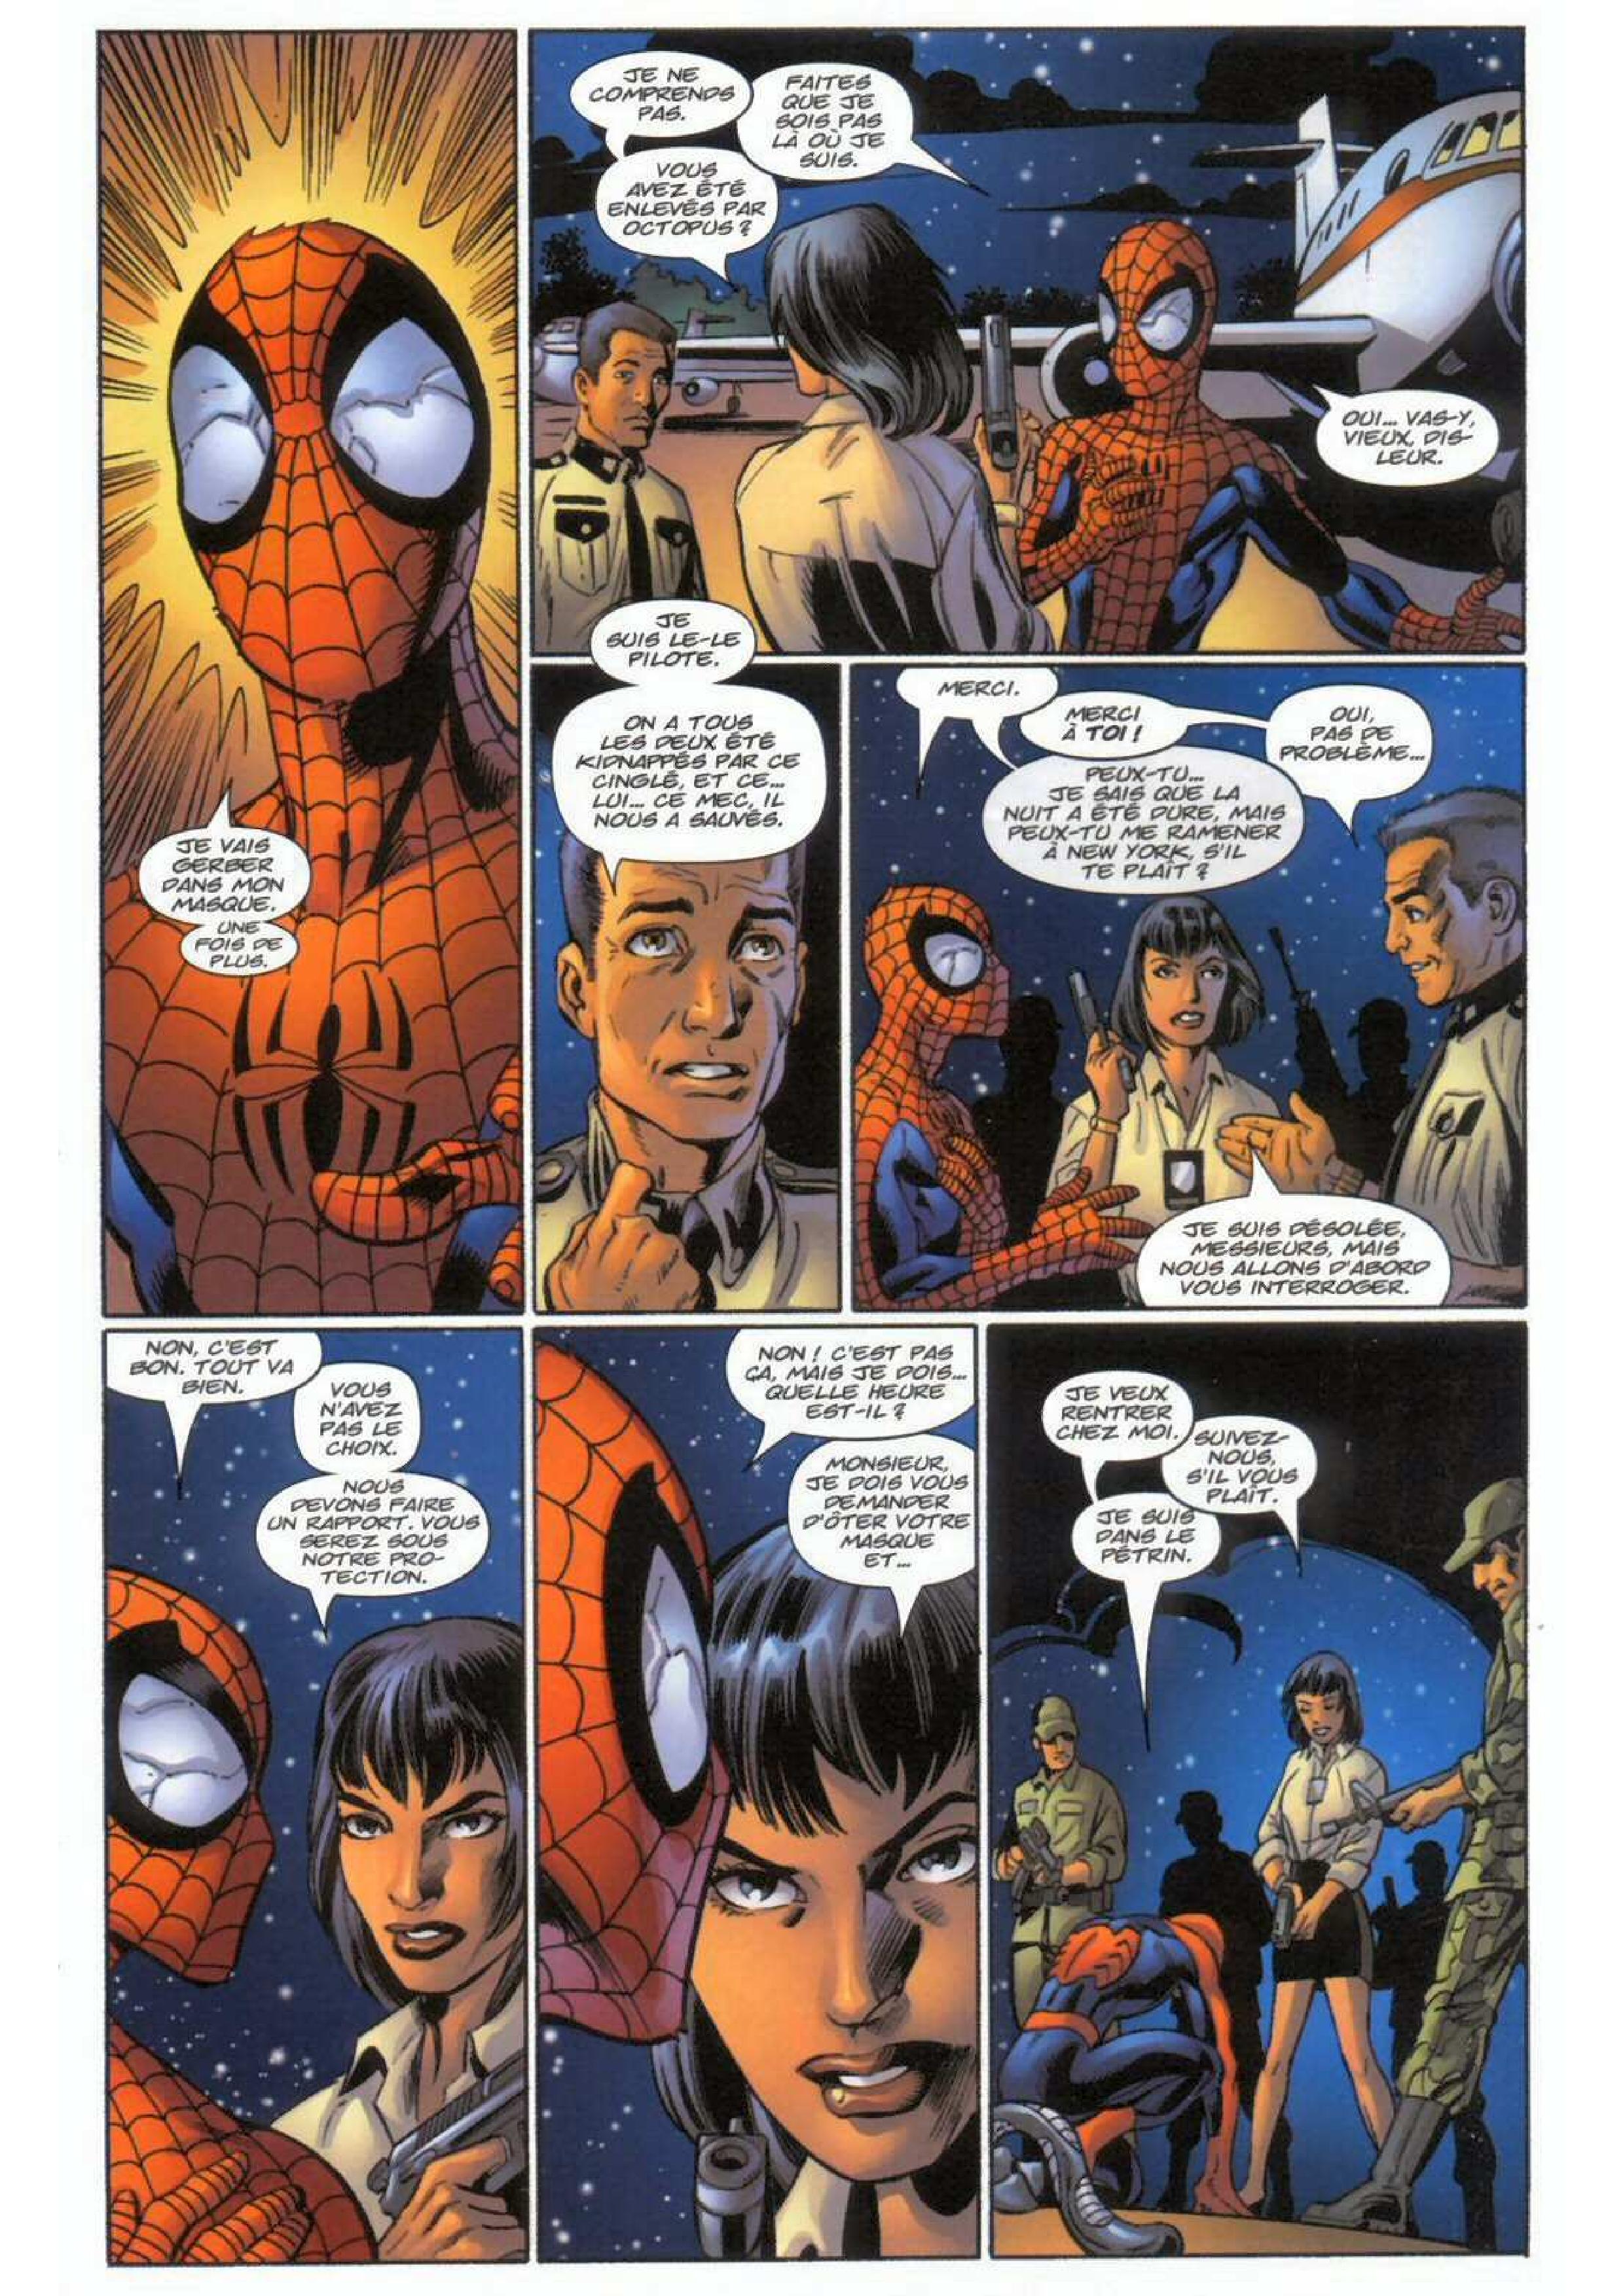 JE VAIS
GERBER
DANS MON
MASQUE.
UNE
FOIS DE
PLUS.
JE NE
COMPRENDS
PAS.
VOUS
AVEZ ÉTÉ
ENLEVÉS PAR
OCTOPUS ?
FAITES
QUE JE
SOIS PAS
LÀ OÙ JE
SUIS.
OUI... VAS-Y,
VIEUX, DIS-
LEUR.
JE
SUIS LE-LE
PILOTE.
ON A TOUS
LES DEUX ÉTÉ
KIDNAPPÉS PAR CE
CINGLÉ, ET CE...
LUI... CE MEC, IL
NOUS A SAUVÉS.
MERCI.
MERCI
À TOI !
PEUX-TU...
JE SAIS QUE LA
NUIT A ÉTÉ DURE, MAIS
PEUX-TU ME RAMENER
À NEW YORK, S'IL
TE PLAÎT ?
OUI,
PAS DE
PROBLÈME...
JE SUIS DÉSOLÉE,
MESSIEURS, MAIS
NOUS ALLONS D'ABORD
VOUS INTERROGER.
NON, C'EST
BON. TOUT VA
BIEN.
VOUS
N'AVEZ
PAS LE
CHOIX.
NOUS
DEVONS FAIRE
UN RAPPORT. VOUS
SEREZ SOUS
NOTRE PRO-
TECTION.
NON ! C'EST PAS
ÇA, MAIS JE DOIS...
QUELLE HEURE
EST-IL ?
MONSIEUR,
JE DOIS VOUS
DEMANDER
D'ÔTER VOTRE
MASQUE
ET...
JE VEUX
RENTRER
CHEZ MOI.
SUIVEZ-
NOUS,
S'IL VOUS
PLAÎT.
JE SUIS
DANS LE
PÉTRIN.